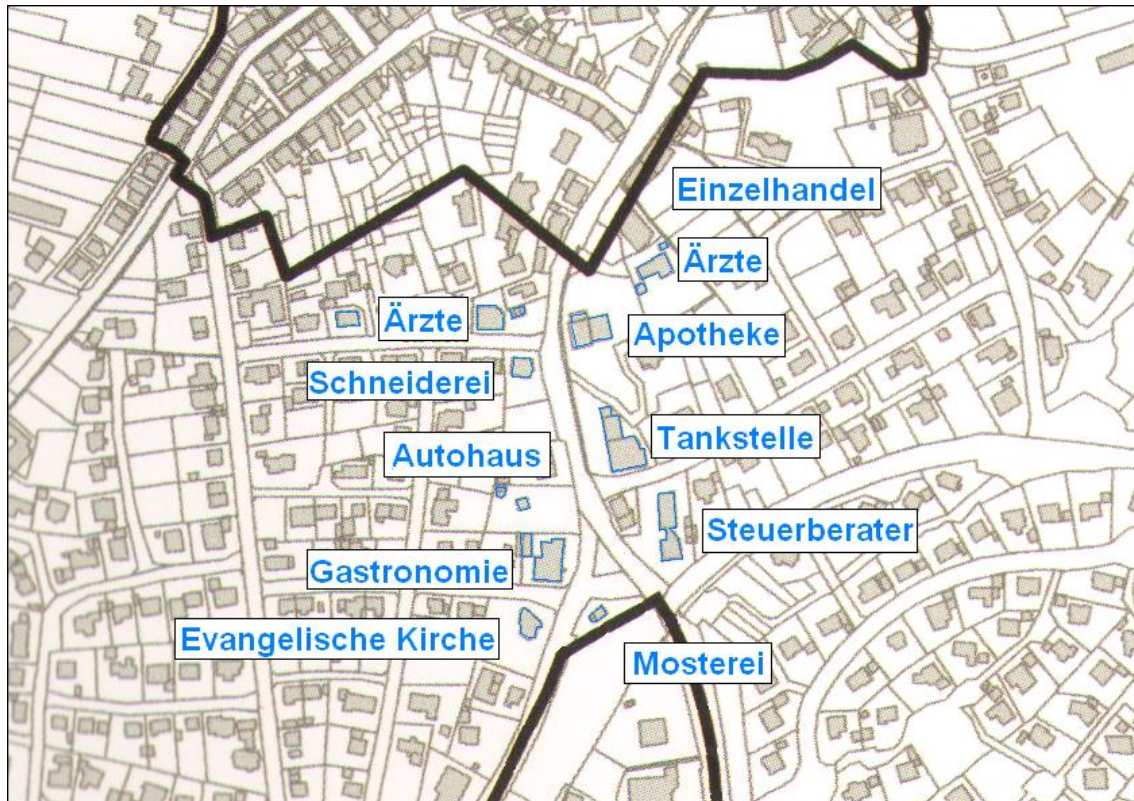 Einzelhandel
Ärzte
Ärzte
Apotheke
Schneiderei
Tankstelle
Autohaus
Steuerberater
Gastronomie
Evangelische Kirche
Mosterei